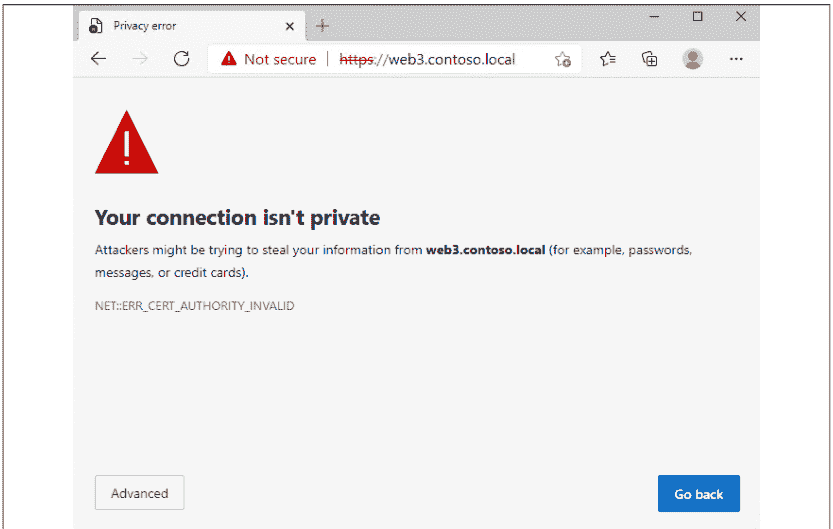 Privacy error
Not secure | https://web3.contoso.local
Your connection isn't private
Attackers might be trying to steal your information from web3.contoso.local (for example, passwords,
messages, or credit cards).
NET::ERR_CERT_AUTHORITY_INVALID
Advanced
Go back